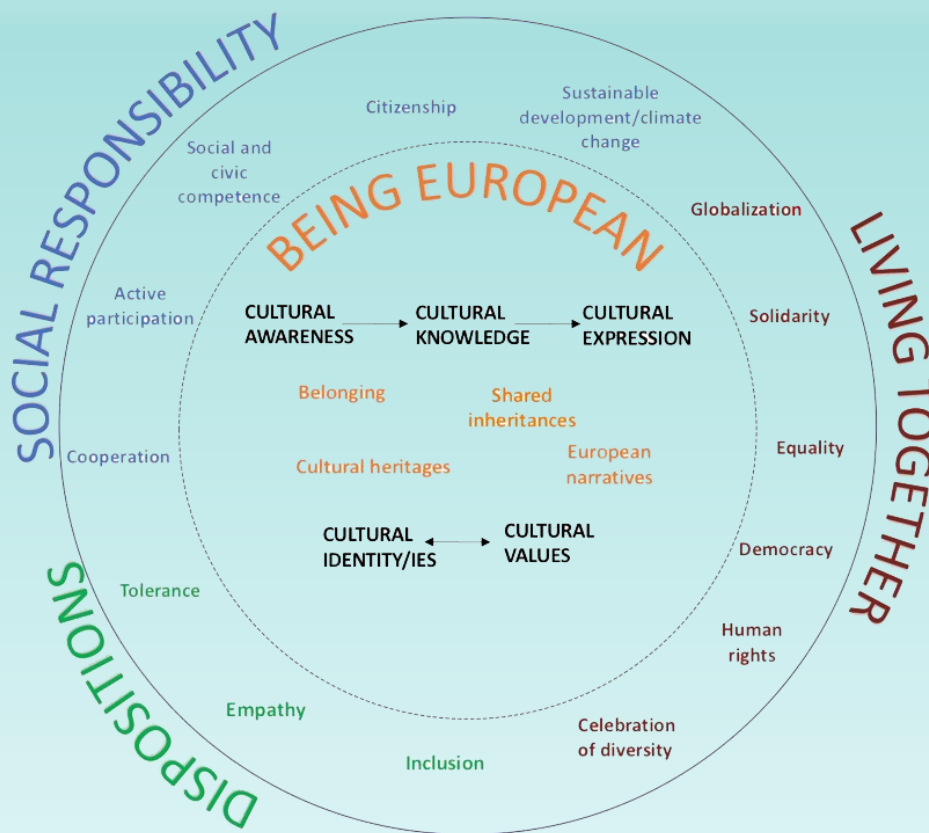 SOCIAL RESPONSIBILITY
Citizenship
Sustainable
development/climate
change
Social and
civic
competence
Active
participation
Cooperation
BEING EUROPEAN
CULTURAL
AWARENESS
CULTURAL
KNOWLEDGE
CULTURAL
EXPRESSION
Belonging
Shared
inheritances
Cultural heritages
European
narratives
CULTURAL
IDENTITY/IES
CULTURAL
VALUES
LIVING TOGETHER
Globalization
Solidarity
Equality
Democracy
Human
rights
Celebration
of diversity
DISPOSITIONS
Tolerance
Empathy
Inclusion